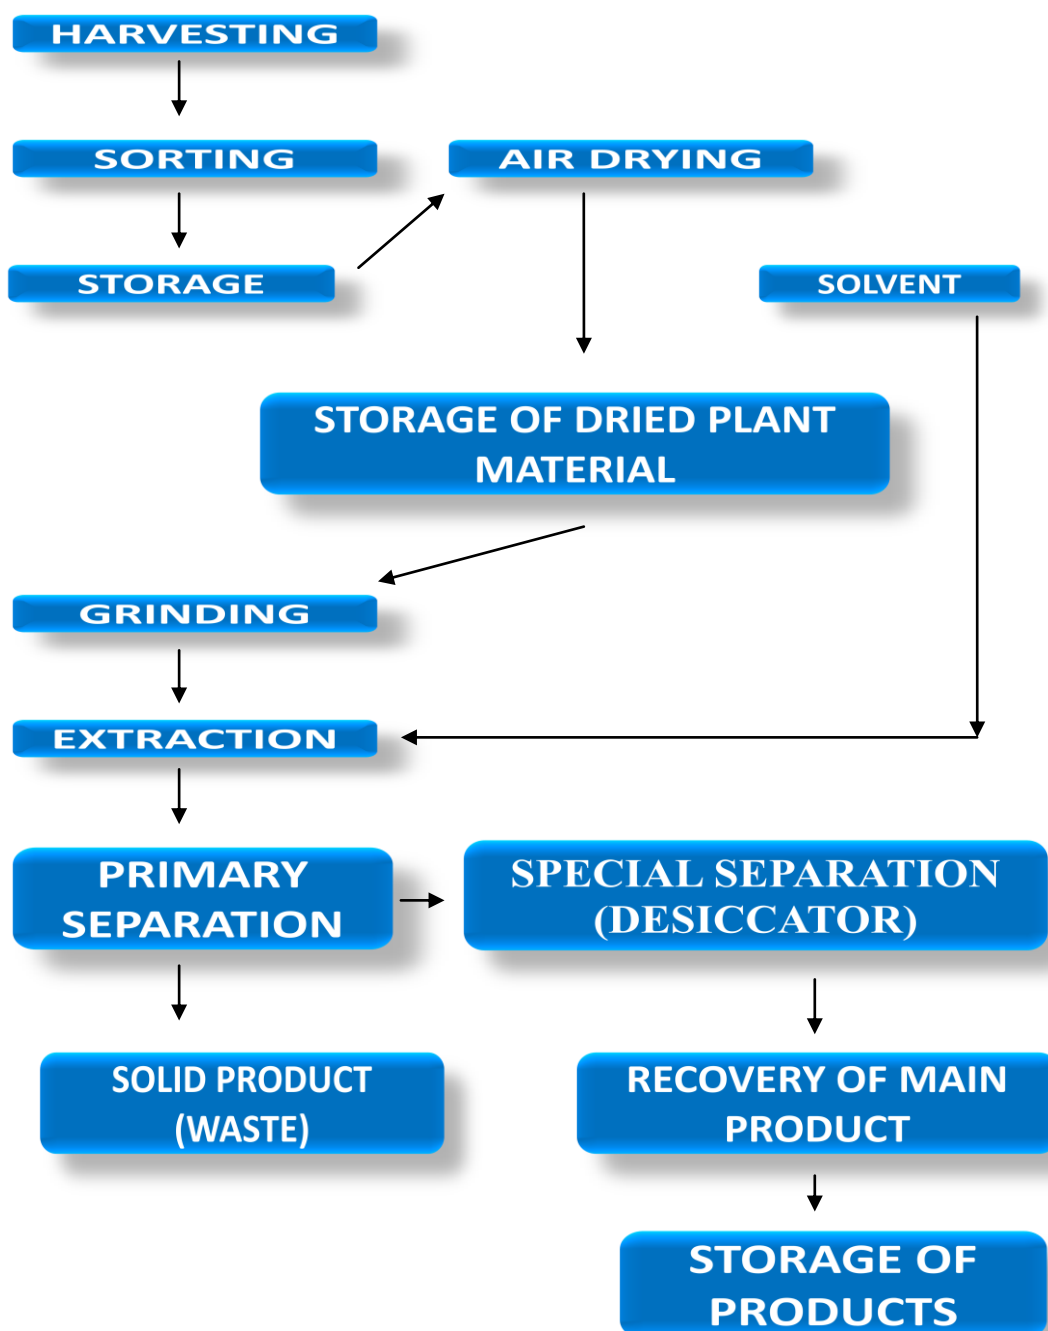 HARVESTING
SORTING
AIR DRYING
STORAGE
SOLVENT
STORAGE OF DRIED PLANT
MATERIAL
GRINDING
EXTRACTION
PRIMARY
SEPARATION
SPECIAL SEPARATION
(DESICCATOR)
SOLID PRODUCT
(WASTE)
RECOVERY OF MAIN
PRODUCT
STORAGE OF
PRODUCTS